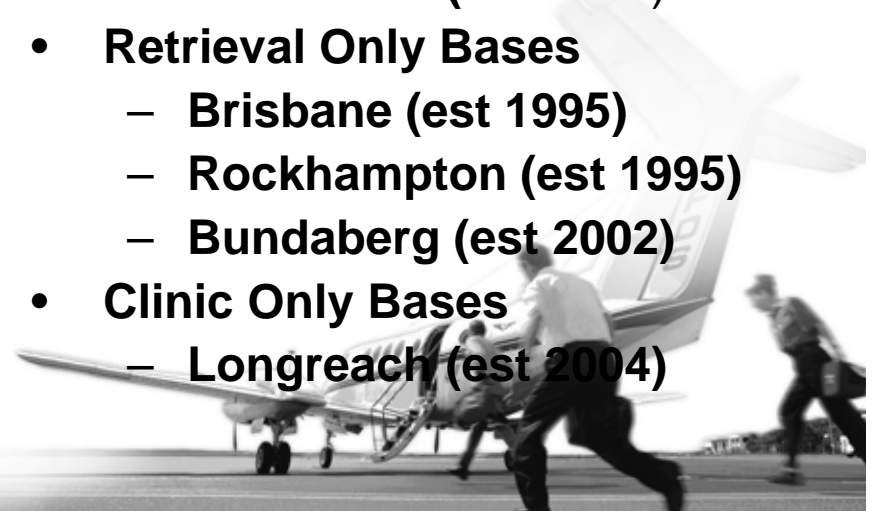 • Retrieval Only Bases
– Brisbane (est 1995)
– Rockhampton (est 1995)
– Bundaberg (est 2002)
• Clinic Only Bases
– Longreach (est 2004)